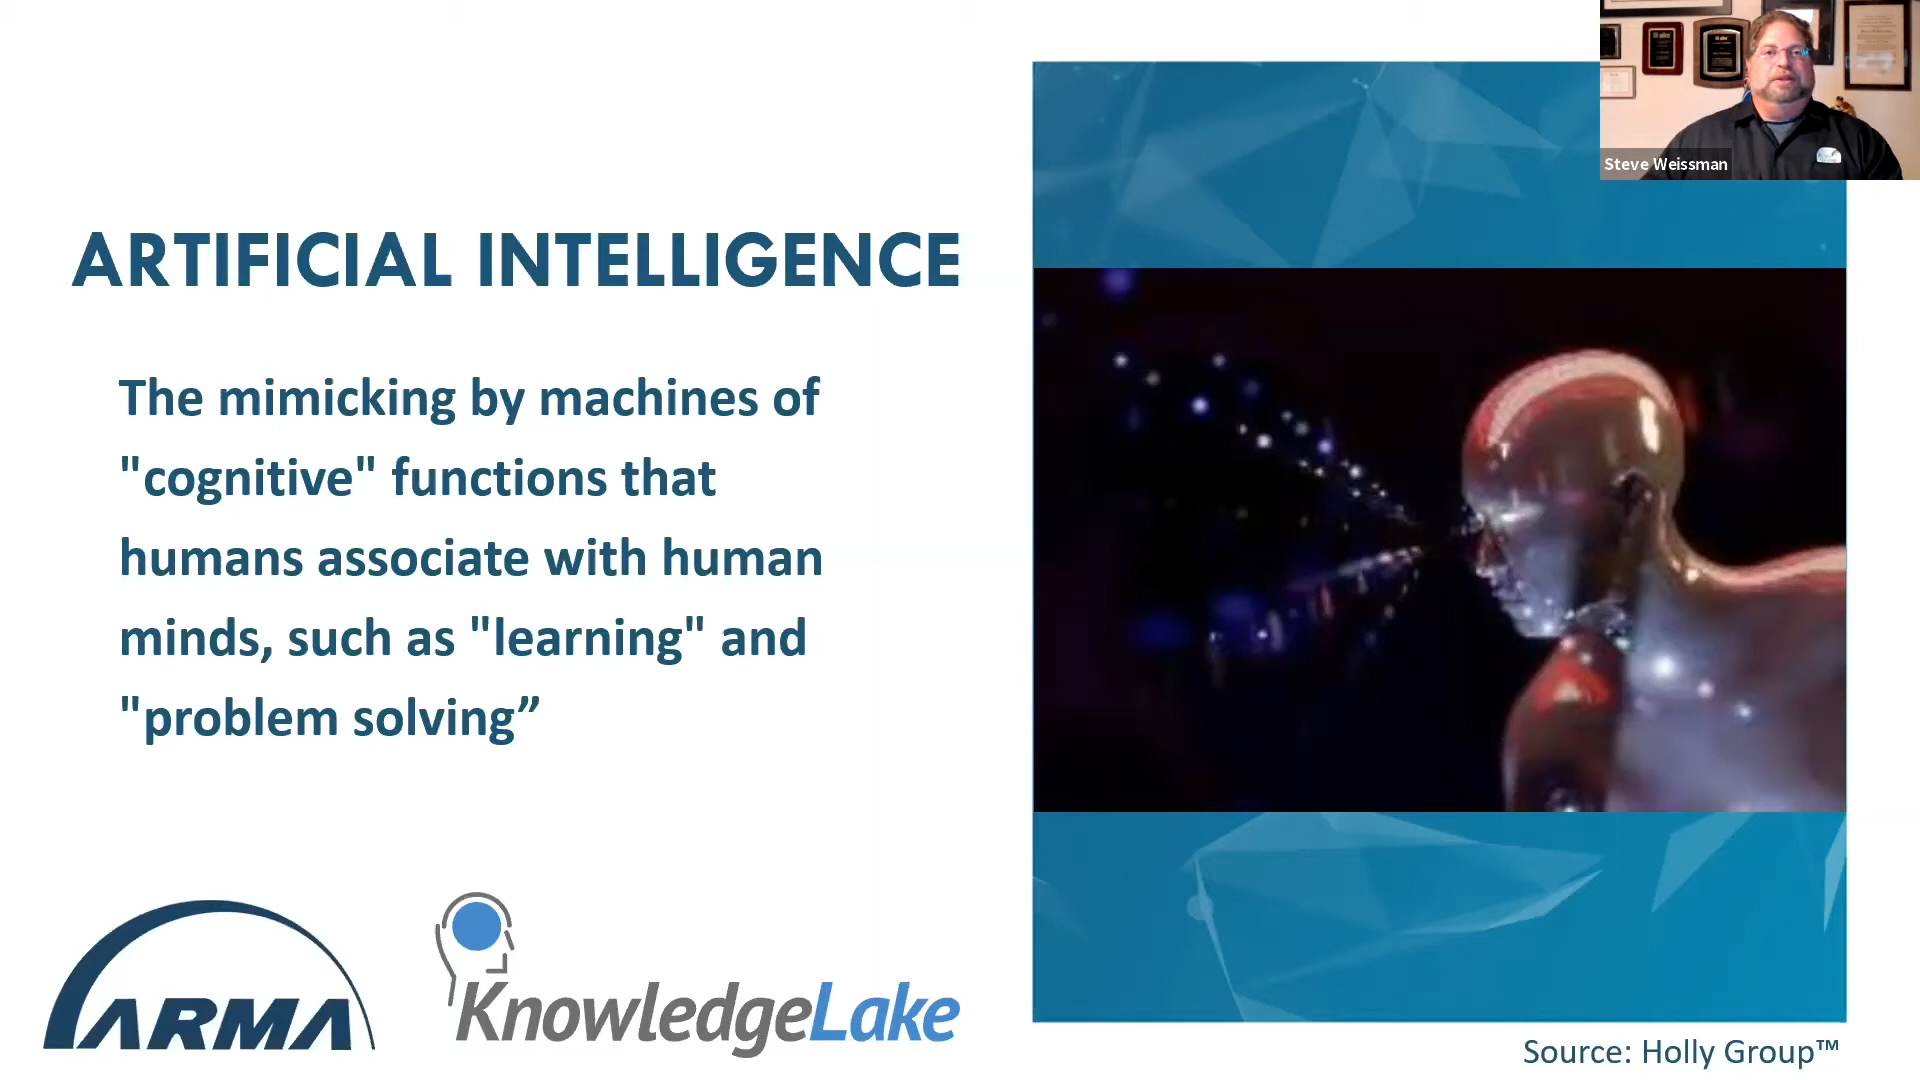 Steve Weissman
ARTIFICIAL INTELLIGENCE
The mimicking by machines of
"cognitive" functions that
humans associate with human
minds, such as "learning" and
"problem solving”
ARMA
KnowledgeLake
Source: Holly Group™